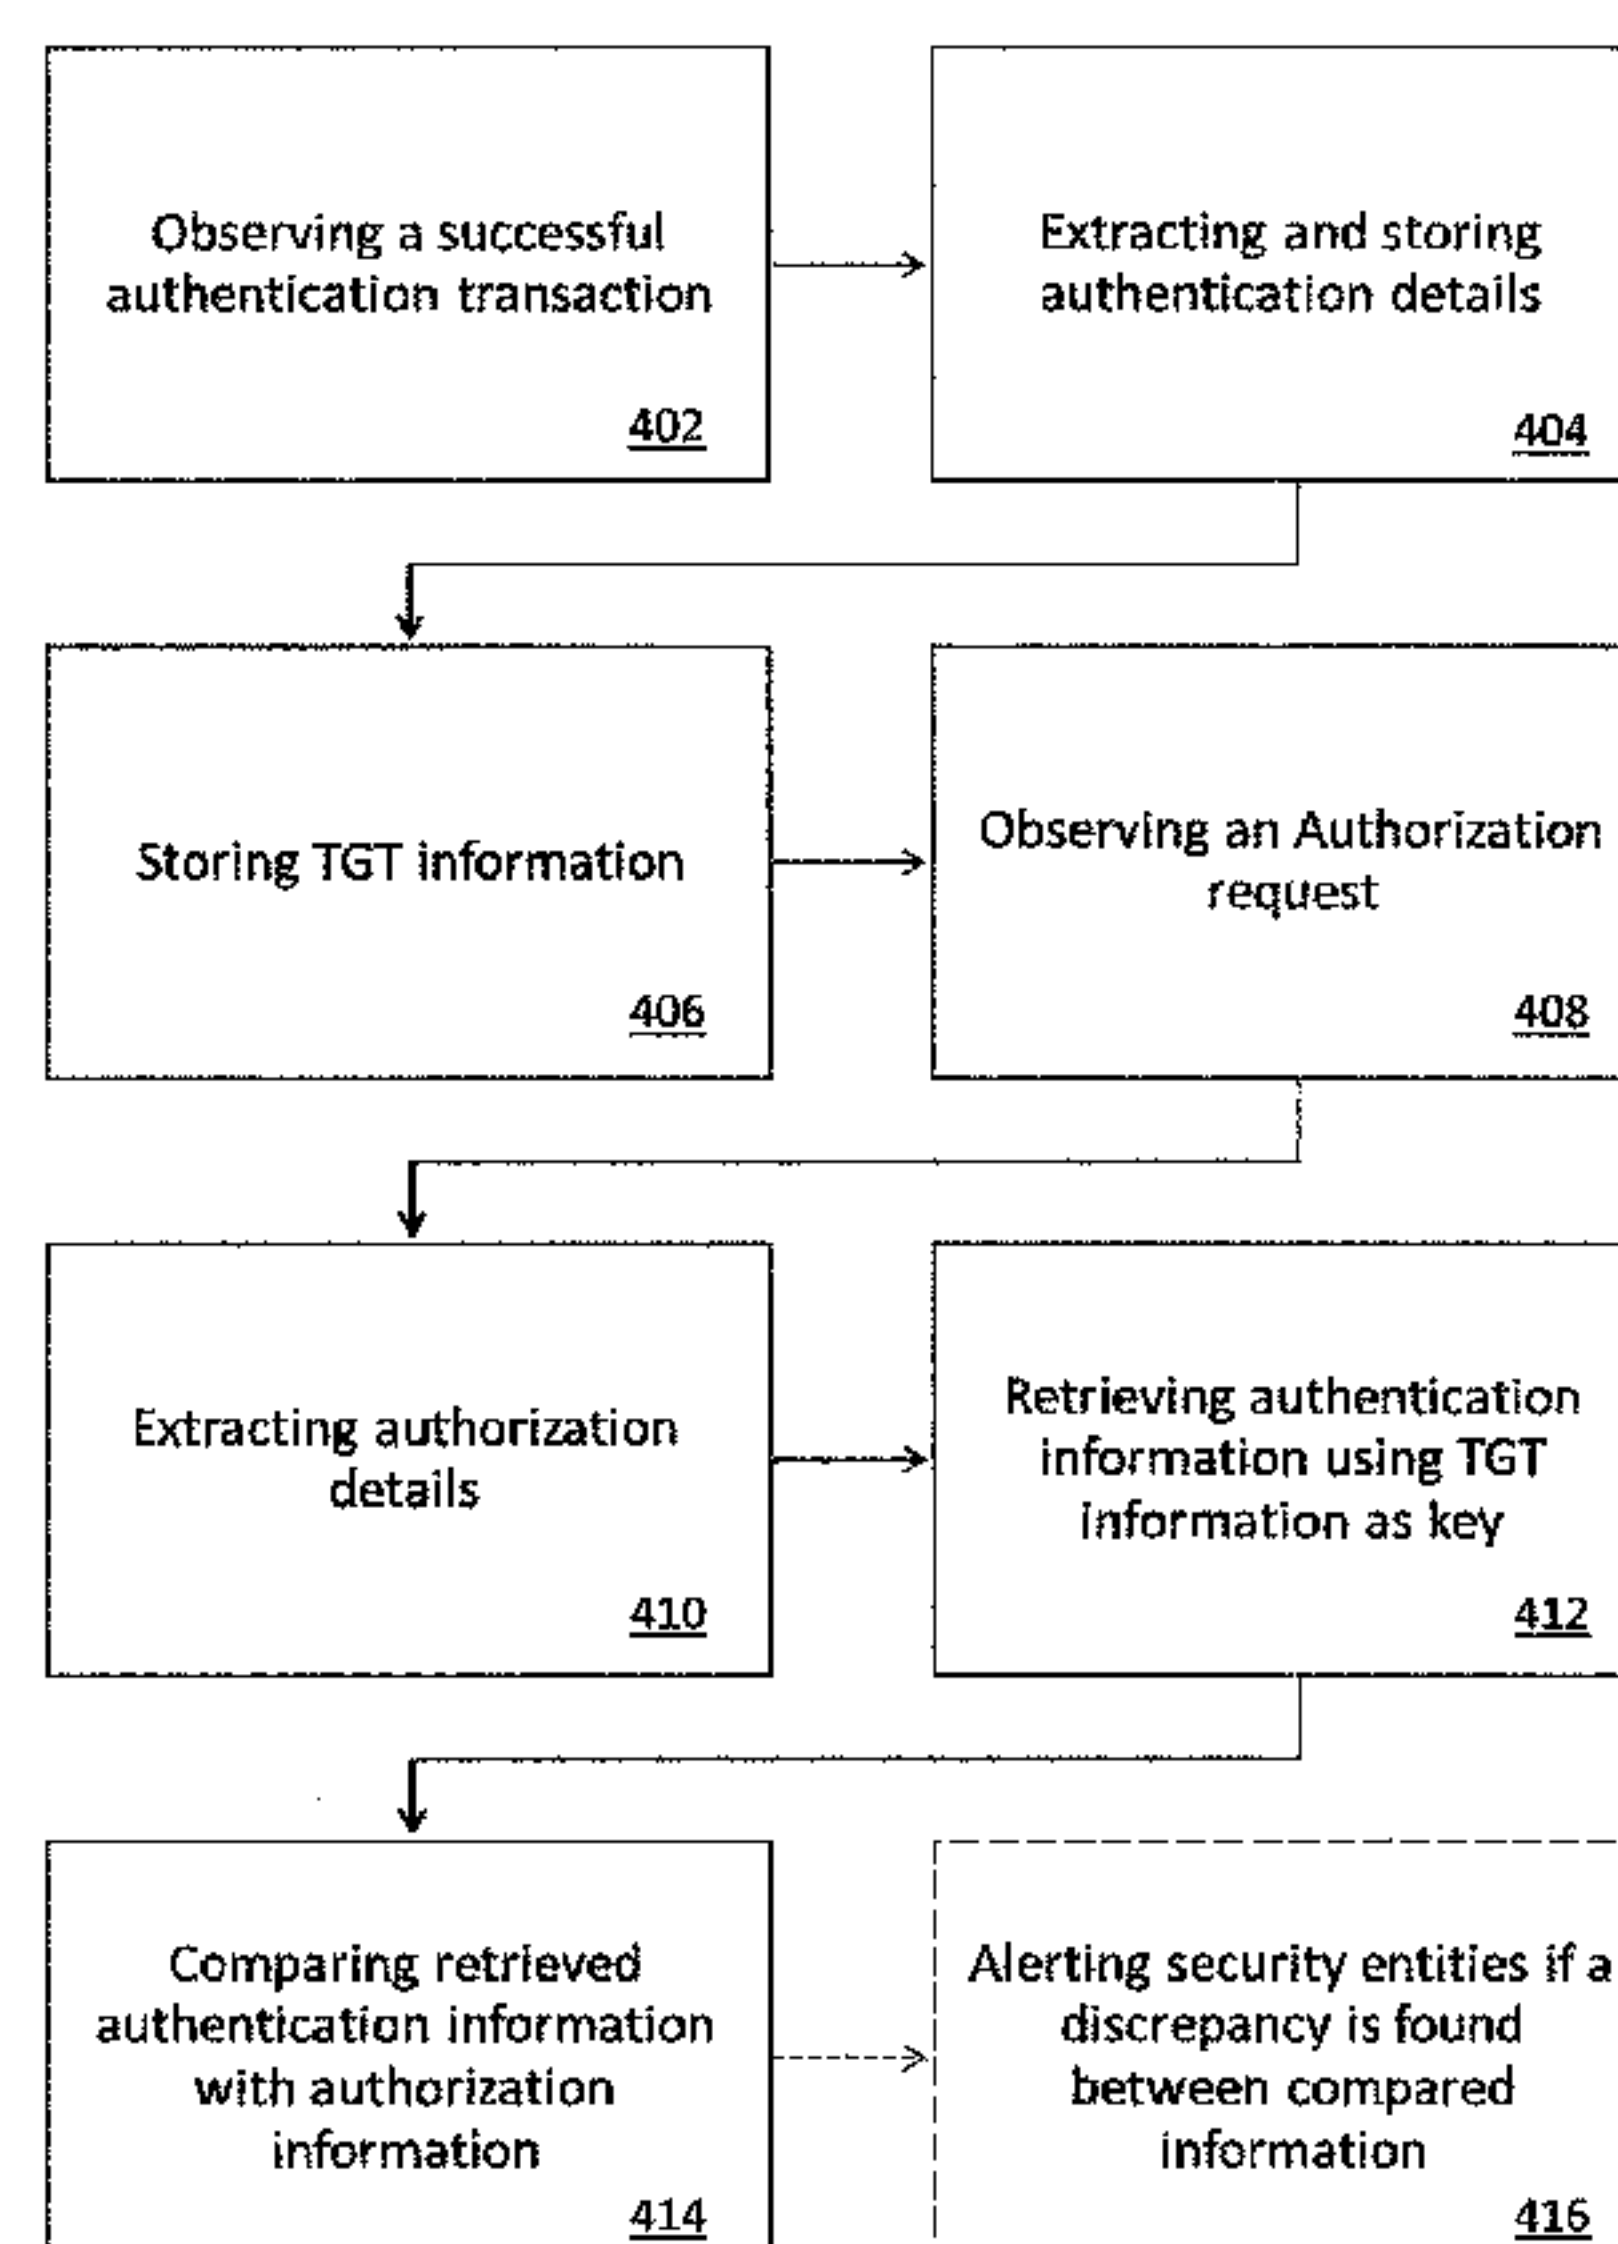 Observing a successful
authentication transaction
402
Extracting and storing
authentication details
404
Storing TGT information
406
Observing an Authorization
request
408
Extracting authorization
details
410
Retrieving authentication
information using TGT
information as key
412
Comparing retrieved
authentication information
with authorization
information
414
Alerting security entities if a
discrepancy is found
between compared
information
416